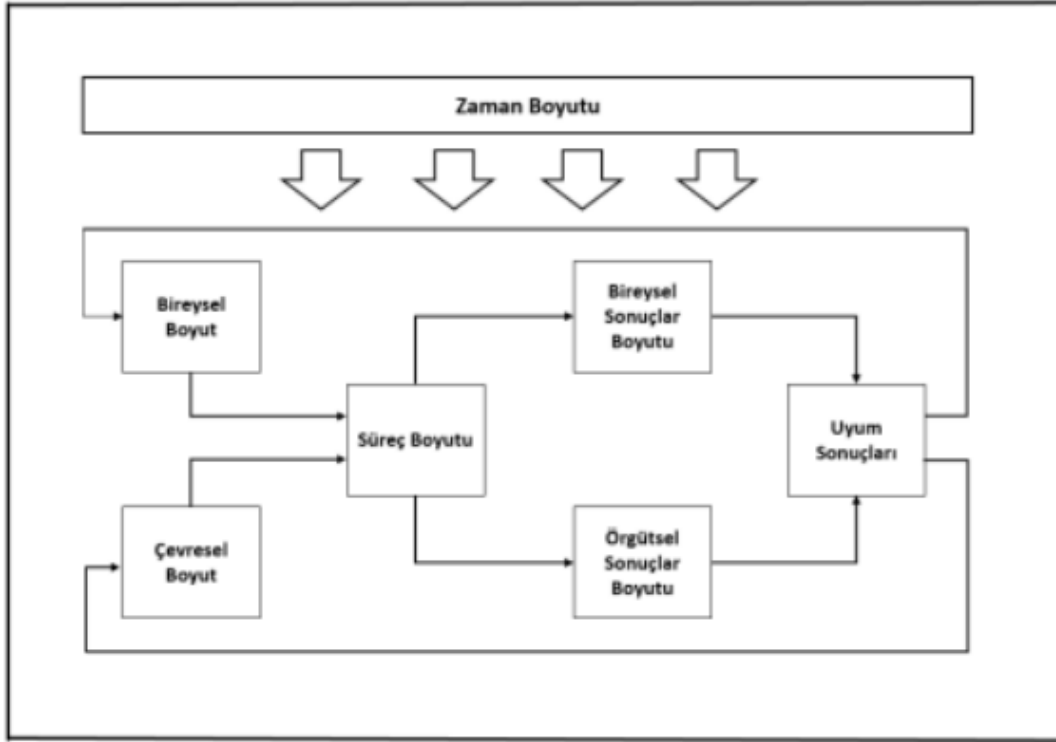 Zaman Boyutu
Bireysel
Boyut
Bireysel
Sonuçlar
Boyutu
Süreç Boyutu
Uyum
Sonuçları
Çevresel
Boyut
Örgütsel
Sonuçlar
Boyutu